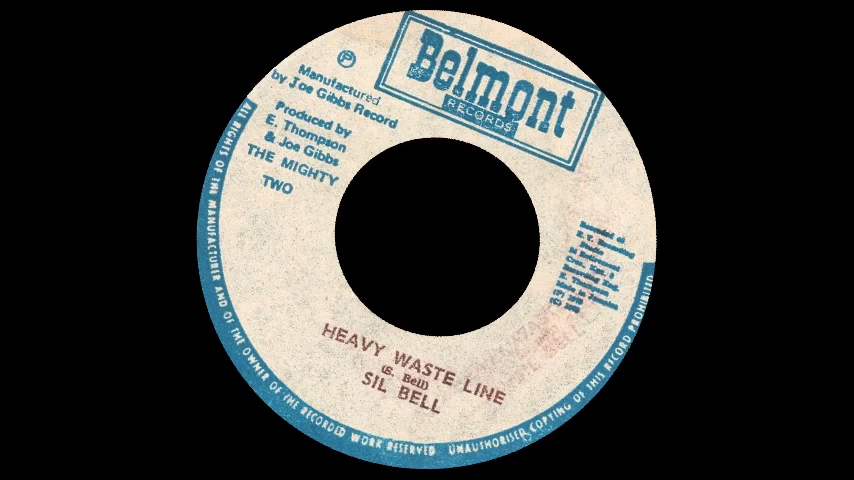 Belmont
RECORDS
Ⓟ
Manufactured
by Joe Gibbs Record
Produced by
E. Thompson
& Joe Gibbs
THE MIGHTY
TWO
HEAVY WASTE LINE
(S. Bell)
SIL BELL
ALL RIGHTS OF THE MANUFACTURER AND OF THE OWNER OF THE RECORDED WORK RESERVED
UNAUTHORISED COPYING OF THIS RECORD PROHIBITED